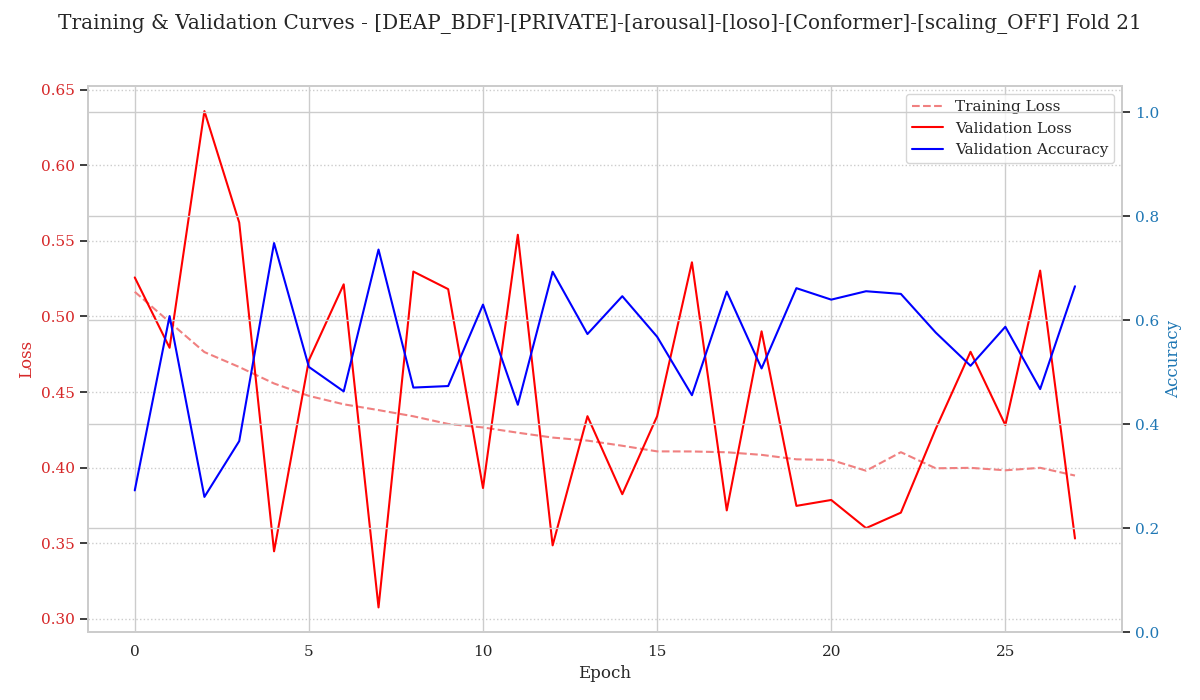 Training & Validation Curves - [DEAP_BDF]-[PRIVATE]-[arousal]-[loso]-[Conformer]-[scaling_OFF] Fold 21
Training Loss
Validation Loss
Validation Accuracy
Loss
0.65
0.60
0.55
0.50
0.45
0.40
0.35
0.30
1.0
0.8
0.6
0.4
0.2
0.0
Accuracy
0
5
10
15
20
25
Epoch